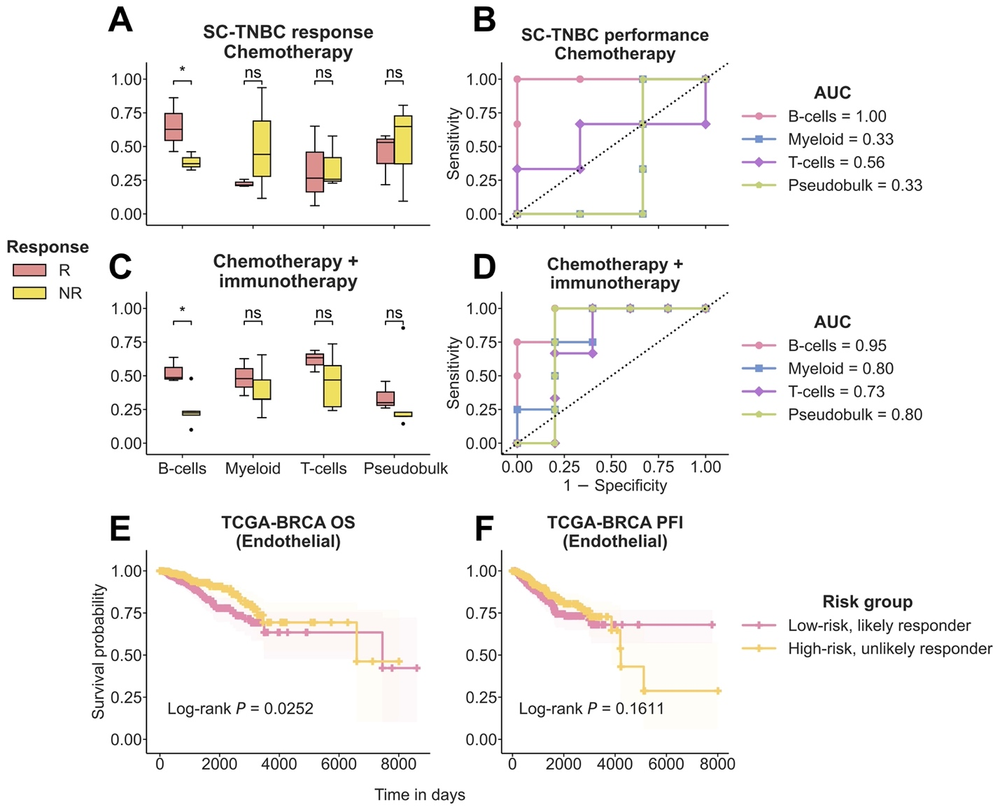 A
SC-TNBC response
Chemotherapy
* ns ns ns
1.00
0.75
0.50
0.25
0.00
B
SC-TNBC performance
Chemotherapy
Sensitivity
1.00
0.75
0.50
0.25
0.00
AUC
B-cells = 1.00
Myeloid = 0.33
T-cells = 0.56
Pseudobulk = 0.33
Response
R
NR
C
Chemotherapy +
immunotherapy
* ns ns ns
1.00
0.75
0.50
0.25
0.00
B-cells Myeloid T-cells Pseudobulk
D
Chemotherapy +
immunotherapy
Sensitivity
1.00
0.75
0.50
0.25
0.00
0.00 0.25 0.50 0.75 1.00
1 − Specificity
AUC
B-cells = 0.95
Myeloid = 0.80
T-cells = 0.73
Pseudobulk = 0.80
E
TCGA-BRCA OS
(Endothelial)
Survival probability
1.00
0.75
0.50
0.25
0.00
Log-rank P = 0.0252
0 2000 4000 6000 8000
F
TCGA-BRCA PFI
(Endothelial)
1.00
0.75
0.50
0.25
0.00
Log-rank P = 0.1611
0 2000 4000 6000 8000
Time in days
Risk group
Low-risk, likely responder
High-risk, unlikely responder